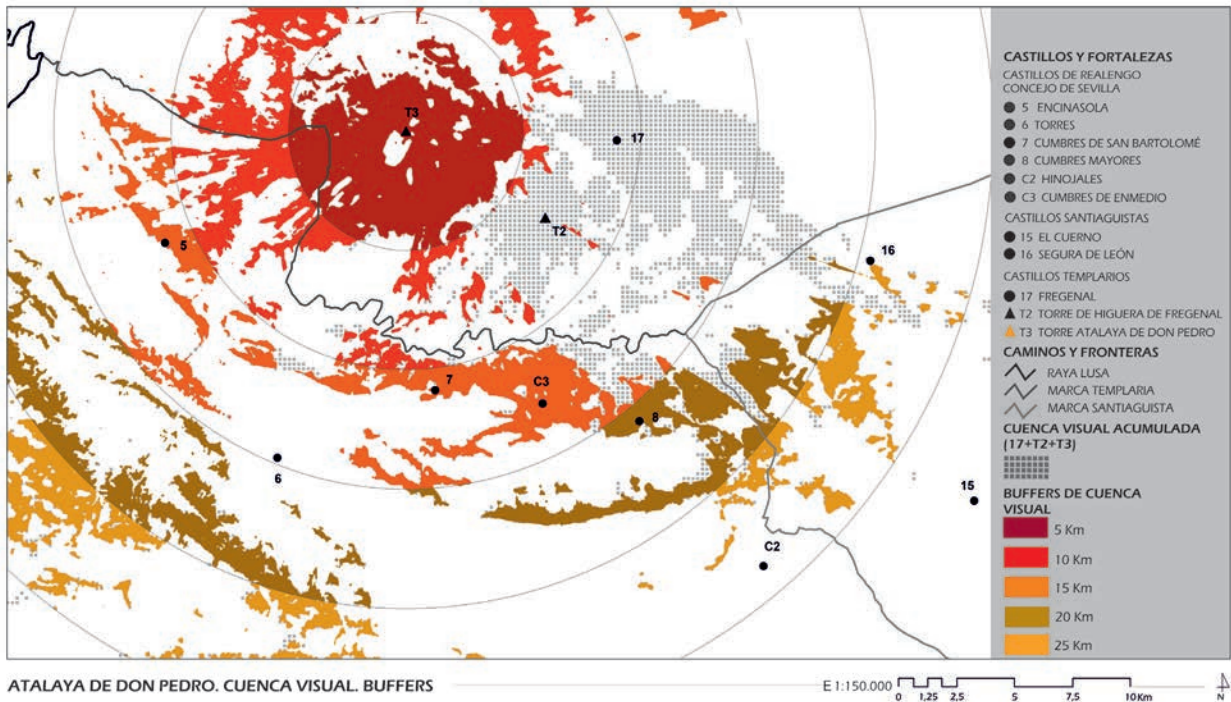 T3
17
T2
5
16
7
C3
8
6
15
C2
CASTILLOS Y FORTALEZAS
CASTILLOS DE REALENGO
CONCEJO DE SEVILLA
5 ENCINASOLA
6 TORRES
7 CUMBRES DE SAN BARTOLOMÉ
8 CUMBRES MAYORES
C2 HINOJALES
C3 CUMBRES DE ENMEDIO
CASTILLOS SANTIAGUISTAS
15 EL CUERNO
16 SEGURA DE LEÓN
CASTILLOS TEMPLARIOS
17 FREGENAL
T2 TORRE DE HIGUERA DE FREGENAL
T3 TORRE ATALAYA DE DON PEDRO
CAMINOS Y FRONTERAS
RAYA LUSA
MARCA TEMPLARIA
MARCA SANTIAGUISTA
CUENCA VISUAL ACUMULADA
(17+T2+T3)
BUFFERS DE CUENCA
VISUAL
5 Km
10 Km
15 Km
20 Km
25 Km
ATALAYA DE DON PEDRO. CUENCA VISUAL. BUFFERS
E 1:150.000
0 1,25 2,5 5 7,5 10 Km
N